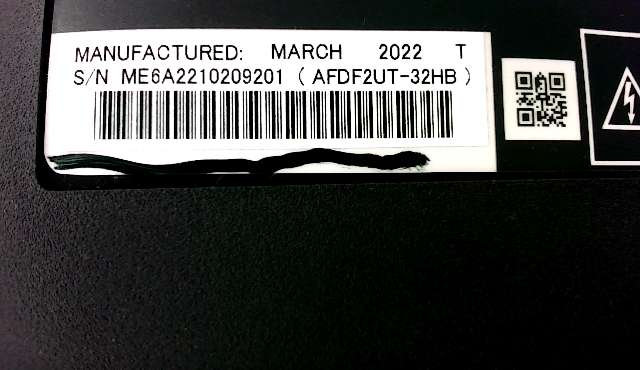 MANUFACTURED: MARCH 2022 T
S/N ME6A2210209201 ( AFDF2UT-32HB )